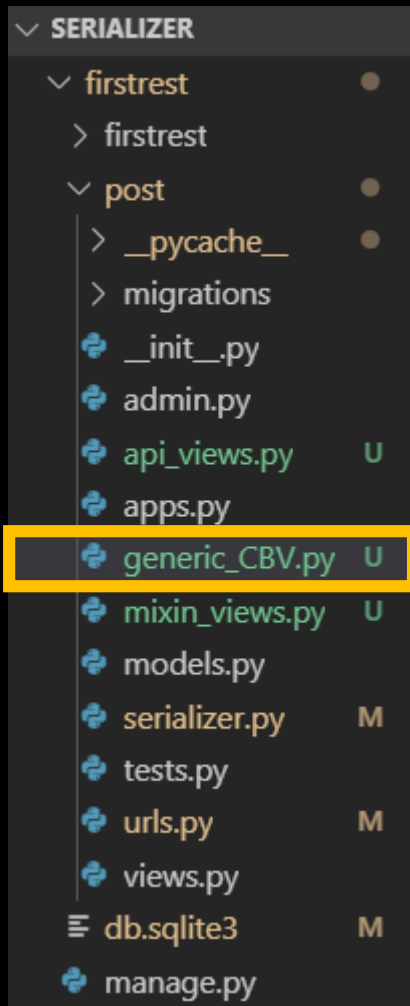 SERIALIZER
firstrest
firstrest
post
__pycache__
migrations
__init__.py
admin.py
api_views.py U
apps.py
generic_CBV.py U
mixin_views.py U
models.py
serializer.py M
tests.py
urls.py M
views.py
db.sqlite3 M
manage.py